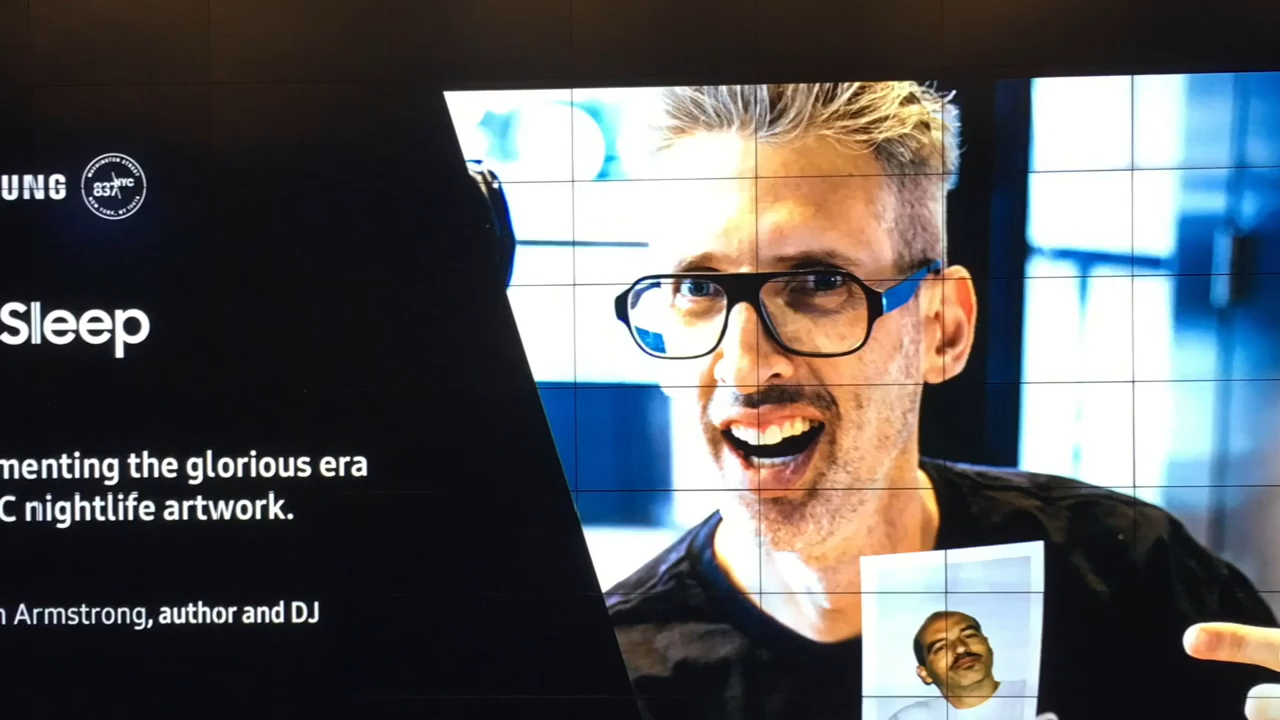 UNG
WASHINGTON STREET
837 NYC
NEW YORK, NY 10014
Sleep
menting the glorious era
C nightlife artwork.
n Armstrong, author and DJ